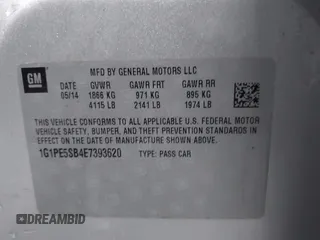 GM
MFD BY GENERAL MOTORS LLC
DATE GVWR GAWR FRT GAWR RR
05/14 1866 KG 971 KG 895 KG
4115 LB 2141 LB 1974 LB
THIS VEHICLE CONFORMS TO ALL APPLICABLE U.S. FEDERAL MOTOR
VEHICLE SAFETY, BUMPER, AND THEFT PREVENTION STANDARDS
IN EFFECT ON THE DATE OF MANUFACTURE SHOWN ABOVE.
1G1PE5SB4E7393620 TYPE: PASS CAR
DREAMBID